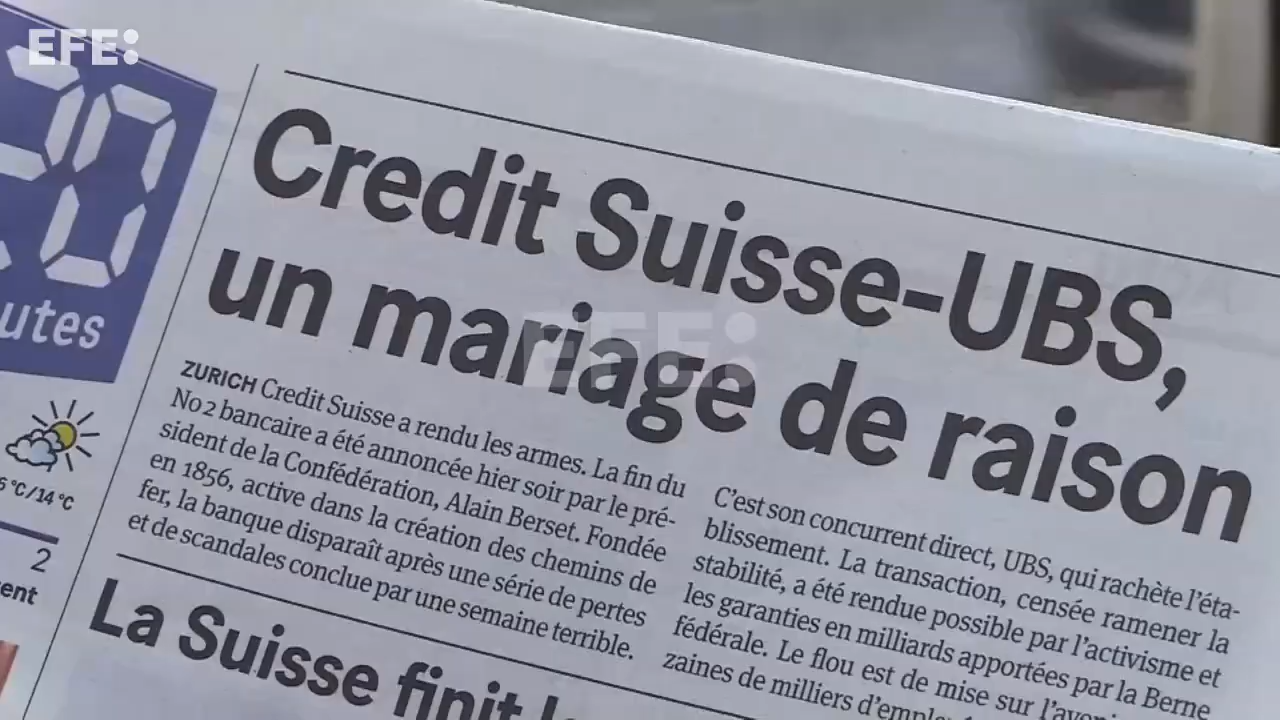 EFE:
20
utes
Credit Suisse-UBS,
un mariage de raison
EFE:
ZURICH Credit Suisse a rendu les armes. La fin du
No 2 bancaire a été annoncée hier soir par le pré-
sident de la Confédération, Alain Berset. Fondée
en 1856, active dans la création des chemins de
fer, la banque disparaît après une série de pertes
et de scandales conclue par une semaine terrible.
C'est son concurrent direct, UBS, qui rachète l'éta-
blissement. La transaction, censée ramener la
stabilité, a été rendue possible par l'activisme et
les garanties en milliards apportées par la Berne
fédérale. Le flou est de mise sur
zaines de milliers
°C/14 °C
2
ent
La Suisse finit